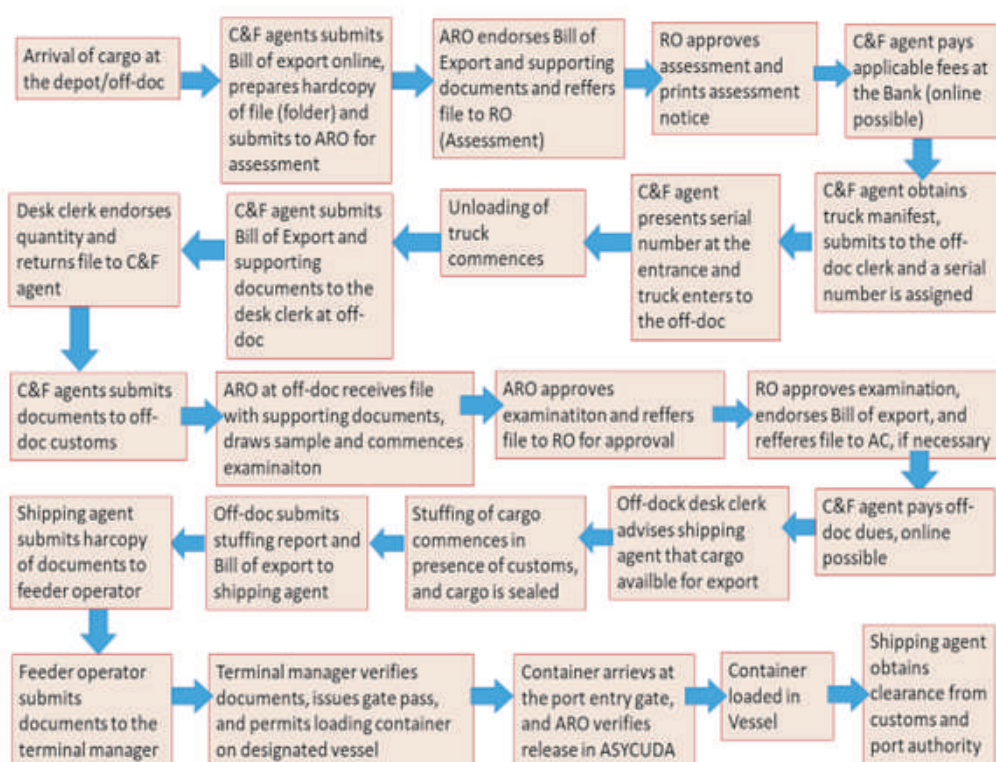 Arrival of cargo at
the depot/off-doc
C&F agents submits
Bill of export online,
prepares hardcopy
of file (folder) and
submits to ARO for
assessment
ARO endorses Bill of
Export and supporting
documents and reffers
file to RO
(Assessment)
RO approves
assessment and
prints assessment
notice
C&F agent pays
applicable fees at
the Bank (online
possible)
C&F agent obtains
truck manifest,
submits to the off-
doc clerk and a serial
number is assigned
C&F agent
presents serial
number at the
entrance and
truck enters to
the off-doc
Unloading of
truck
commences
C&F agent submits
Bill of Export and
supporting
documents to the
desk clerk at off-
doc
Desk clerk endorses
quantity and
returns file to C&F
agent
C&F agents submits
documents to off-
doc customs
ARO at off-doc receives file
with supporting documents,
draws sample and commences
examinaiton
ARO approves
examinatiton and reffers
file to RO for approval
RO approves examination,
endorses Bill of export, and
refferes file to AC, if necessary
C&F agent pays off-
doc dues, online
possible
Off-dock desk clerk
advises shipping
agent that cargo
availble for export
Stuffing of cargo
commences in
presence of customs,
and cargo is sealed
Off-doc submits
stuffing report and
Bill of export to
shipping agent
Shipping agent
submits harcopy
of documents to
feeder operator
Feeder operator
submits
documents to the
terminal manager
Terminal manager verifies
documents, issues gate pass,
and permits loading container
on designated vessel
Container arrievs at
the port entry gate,
and ARO verifies
release in ASYCUDA
Container
loaded in
Vessel
Shipping agent
obtains
clearance from
customs and
port authority